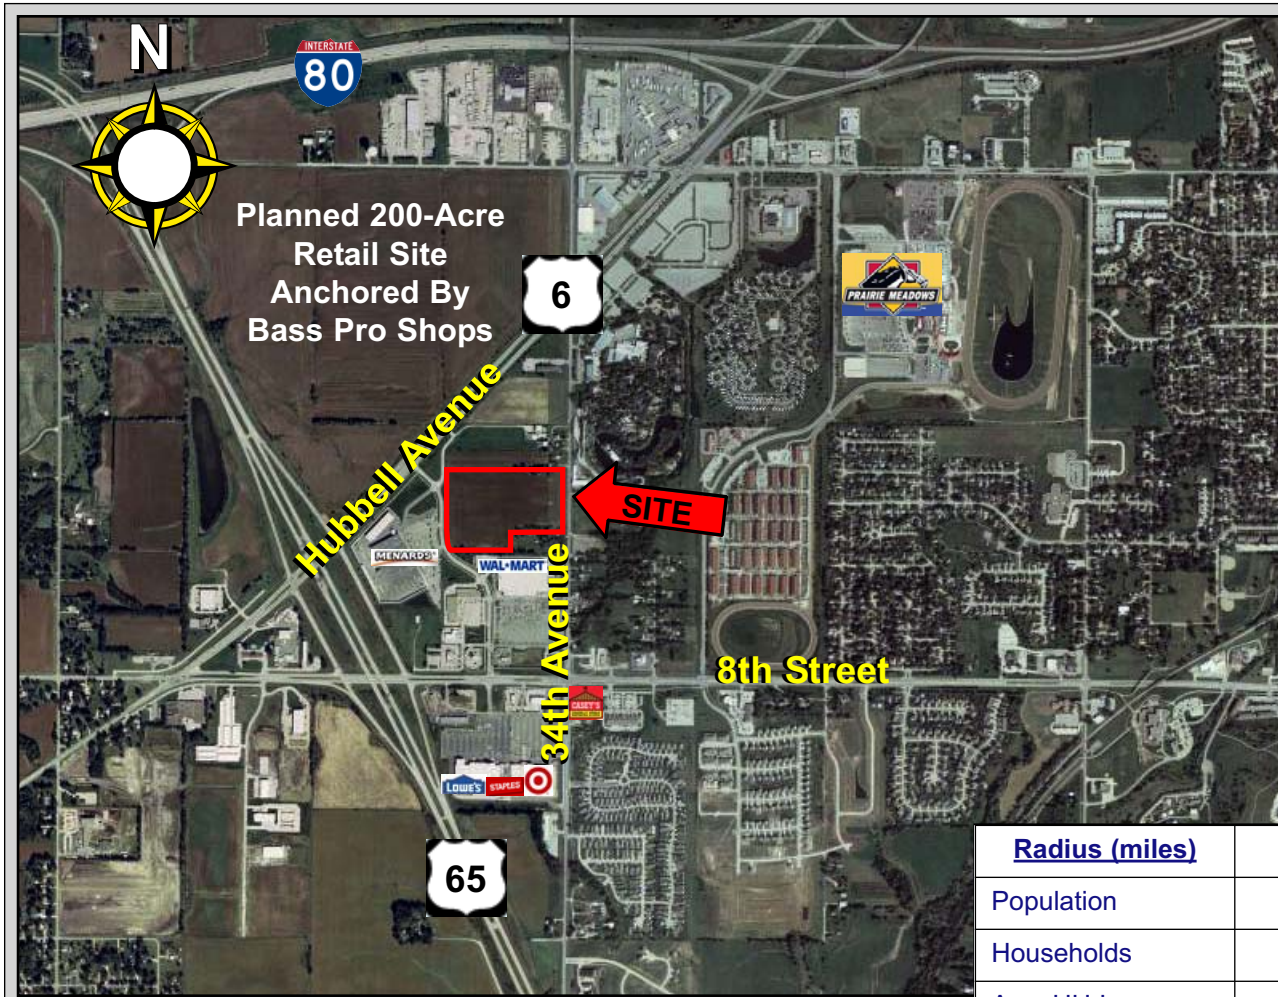 N
INTERSTATE
80
Planned 200-Acre
Retail Site
Anchored By
Bass Pro Shops
6
PRAIRIE MEADOWS
Hubbell Avenue
SITE
MENARDS
WAL★MART
34th Avenue
8th Street
CASEY'S
LOWE'S
STAPLES
65
Radius (miles)
Population
Households